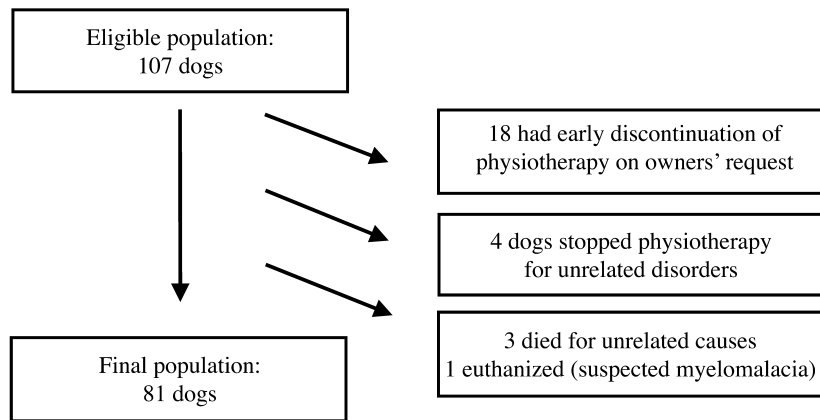 Eligible population:
107 dogs
18 had early discontinuation of
physiotherapy on owners’ request
4 dogs stopped physiotherapy
for unrelated disorders
3 died for unrelated causes
1 euthanized (suspected myelomalacia)
Final population:
81 dogs